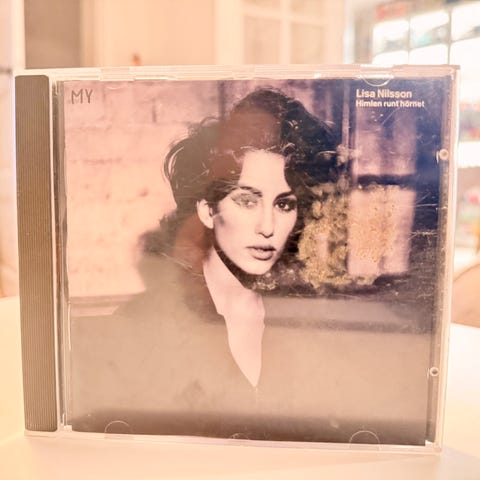 MY
Lisa Nilsson
Himlen runt hörnet